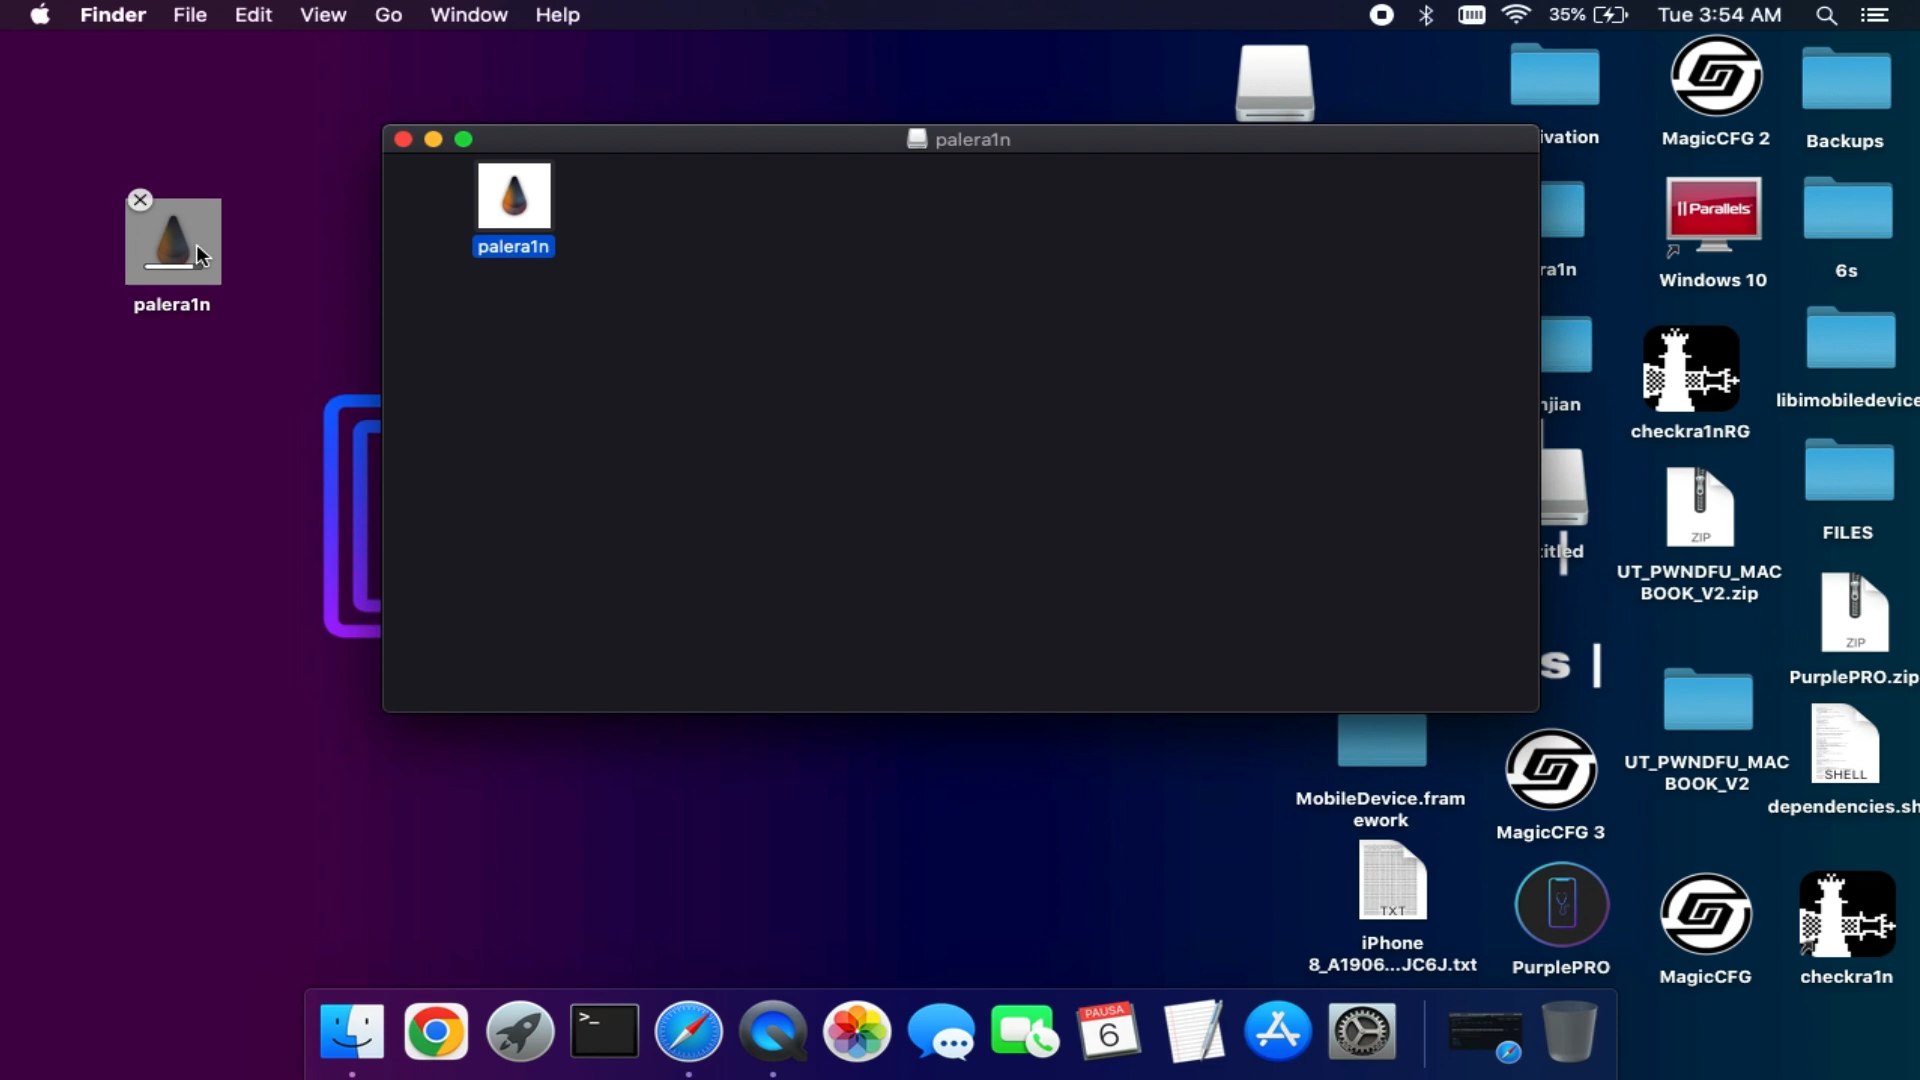 Finder File Edit View Go Window Help
35% Tue 3:54 AM
palera1n
palera1n
palera1n
ivation
MagicCFG 2
Backups
Parallels
ra1n
Windows 10
6s
njian
checkra1nRG
libimobiledevice
ZIP
titled
UT_PWNDFU_MAC
BOOK_V2.zip
FILES
ZIP
PurplePRO.zip
s |
MobileDevice.fram
ework
MagicCFG 3
UT_PWNDFU_MAC
BOOK_V2
SHELL
dependencies.sh
TXT
iPhone
8_A1906...JC6J.txt
PurplePRO
MagicCFG
checkra1n
>_
PAUSA
6